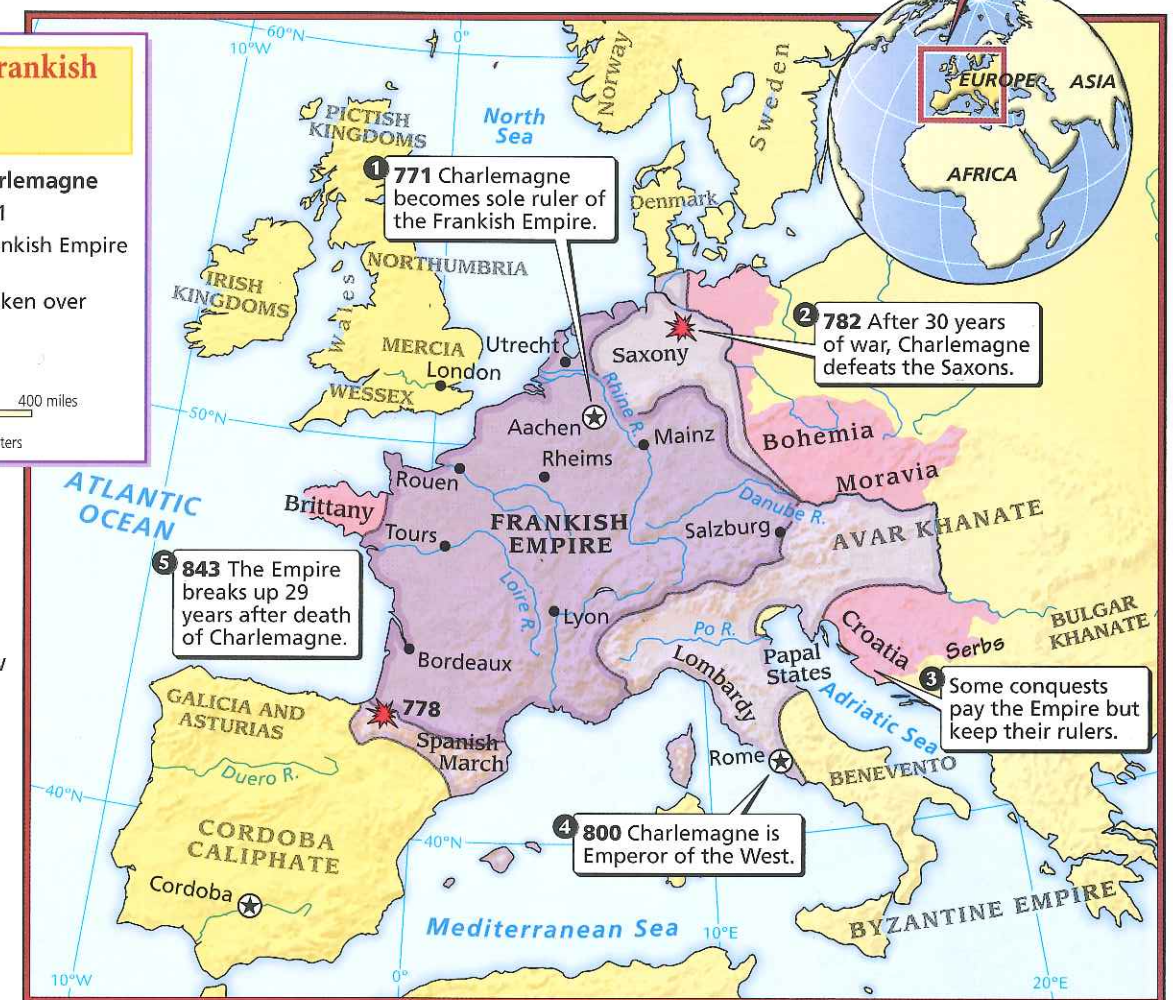 rankish
rlemagne
1
nkish Empire
ken over
400 miles
ters
EUROPE
ASIA
AFRICA
60°N
10°W
0°
Norway
Sweden
North
Sea
PICTISH
KINGDOMS
1 771 Charlemagne
becomes sole ruler of
the Frankish Empire.
Denmark
NORTHUMBRIA
IRISH
KINGDOMS
Wales
MERCIA
Utrecht
London
WESSEX
Saxony
2 782 After 30 years
of war, Charlemagne
defeats the Saxons.
50°N
Rhine R.
Aachen
Mainz
Bohemia
Moravia
Rheims
Rouen
ATLANTIC
OCEAN
Brittany
FRANKISH
EMPIRE
Danube R.
Tours
Salzburg
AVAR KHANATE
5 843 The Empire
breaks up 29
years after death
of Charlemagne.
Loire R.
Lyon
Po R.
BULGAR
KHANATE
Croatia
Serbs
Bordeaux
Lombardy
Papal
States
3 Some conquests
pay the Empire but
keep their rulers.
Adriatic Sea
GALICIA AND
ASTURIAS
778
Spanish
March
Duero R.
Rome
BENEVENTO
40°N
4 800 Charlemagne is
Emperor of the West.
CORDOBA
CALIPHATE
40°N
Cordoba
BYZANTINE EMPIRE
Mediterranean Sea
10°E
10°W
0°
20°E